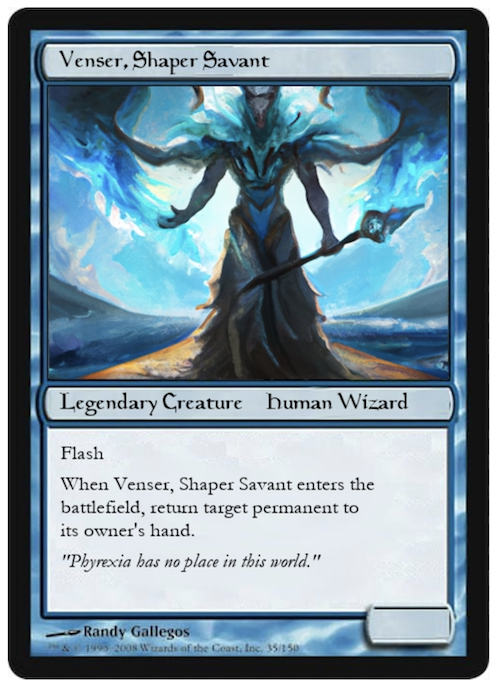 Venser, Shaper Savant
Legendary Creature Human Wizard
Flash
When Venser, Shaper Savant enters the
battlefield, return target permanent to
its owner's hand.
"Phyrexia has no place in this world."
Randy Gallegos
™ & © 1995-2008 Wizards of the Coast, Inc. 35/150